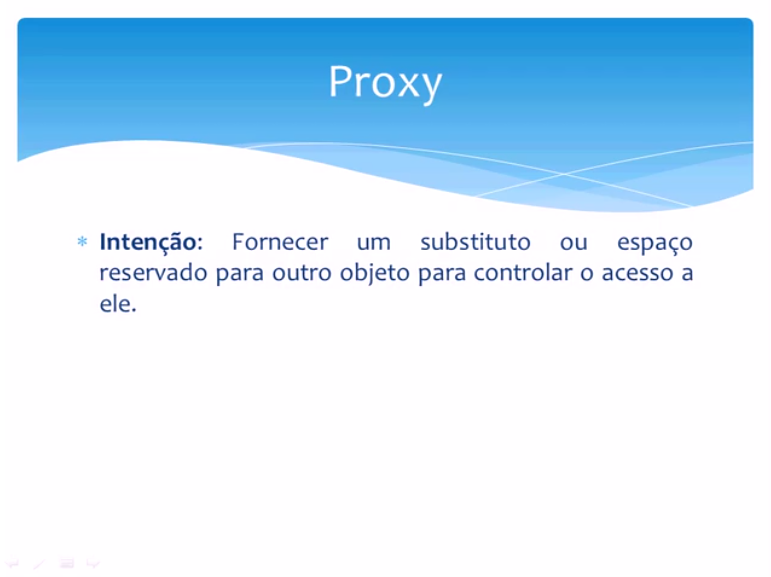 Proxy
* Intenção: Fornecer um substituto ou espaço
reservado para outro objeto para controlar o acesso a
ele.